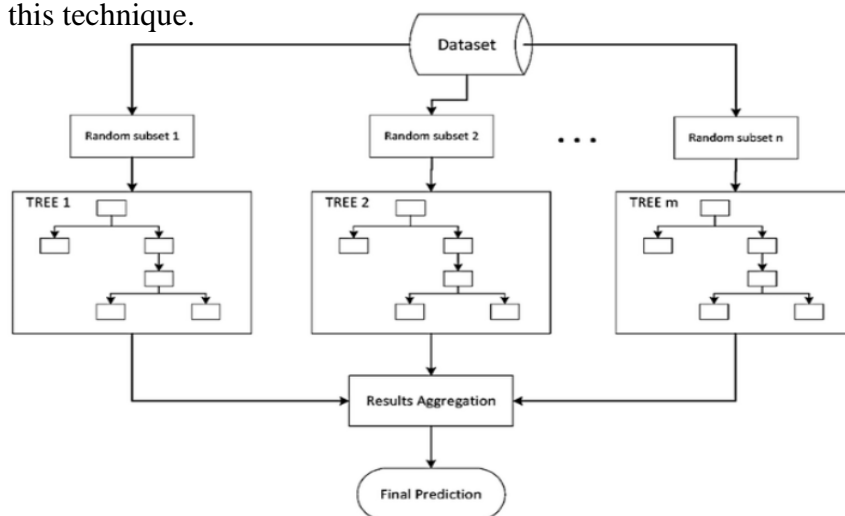 this technique.
Dataset
Random subset 1
Random subset 2
. . .
Random subset n
TREE 1
TREE 2
TREE m
Results Aggregation
Final Prediction